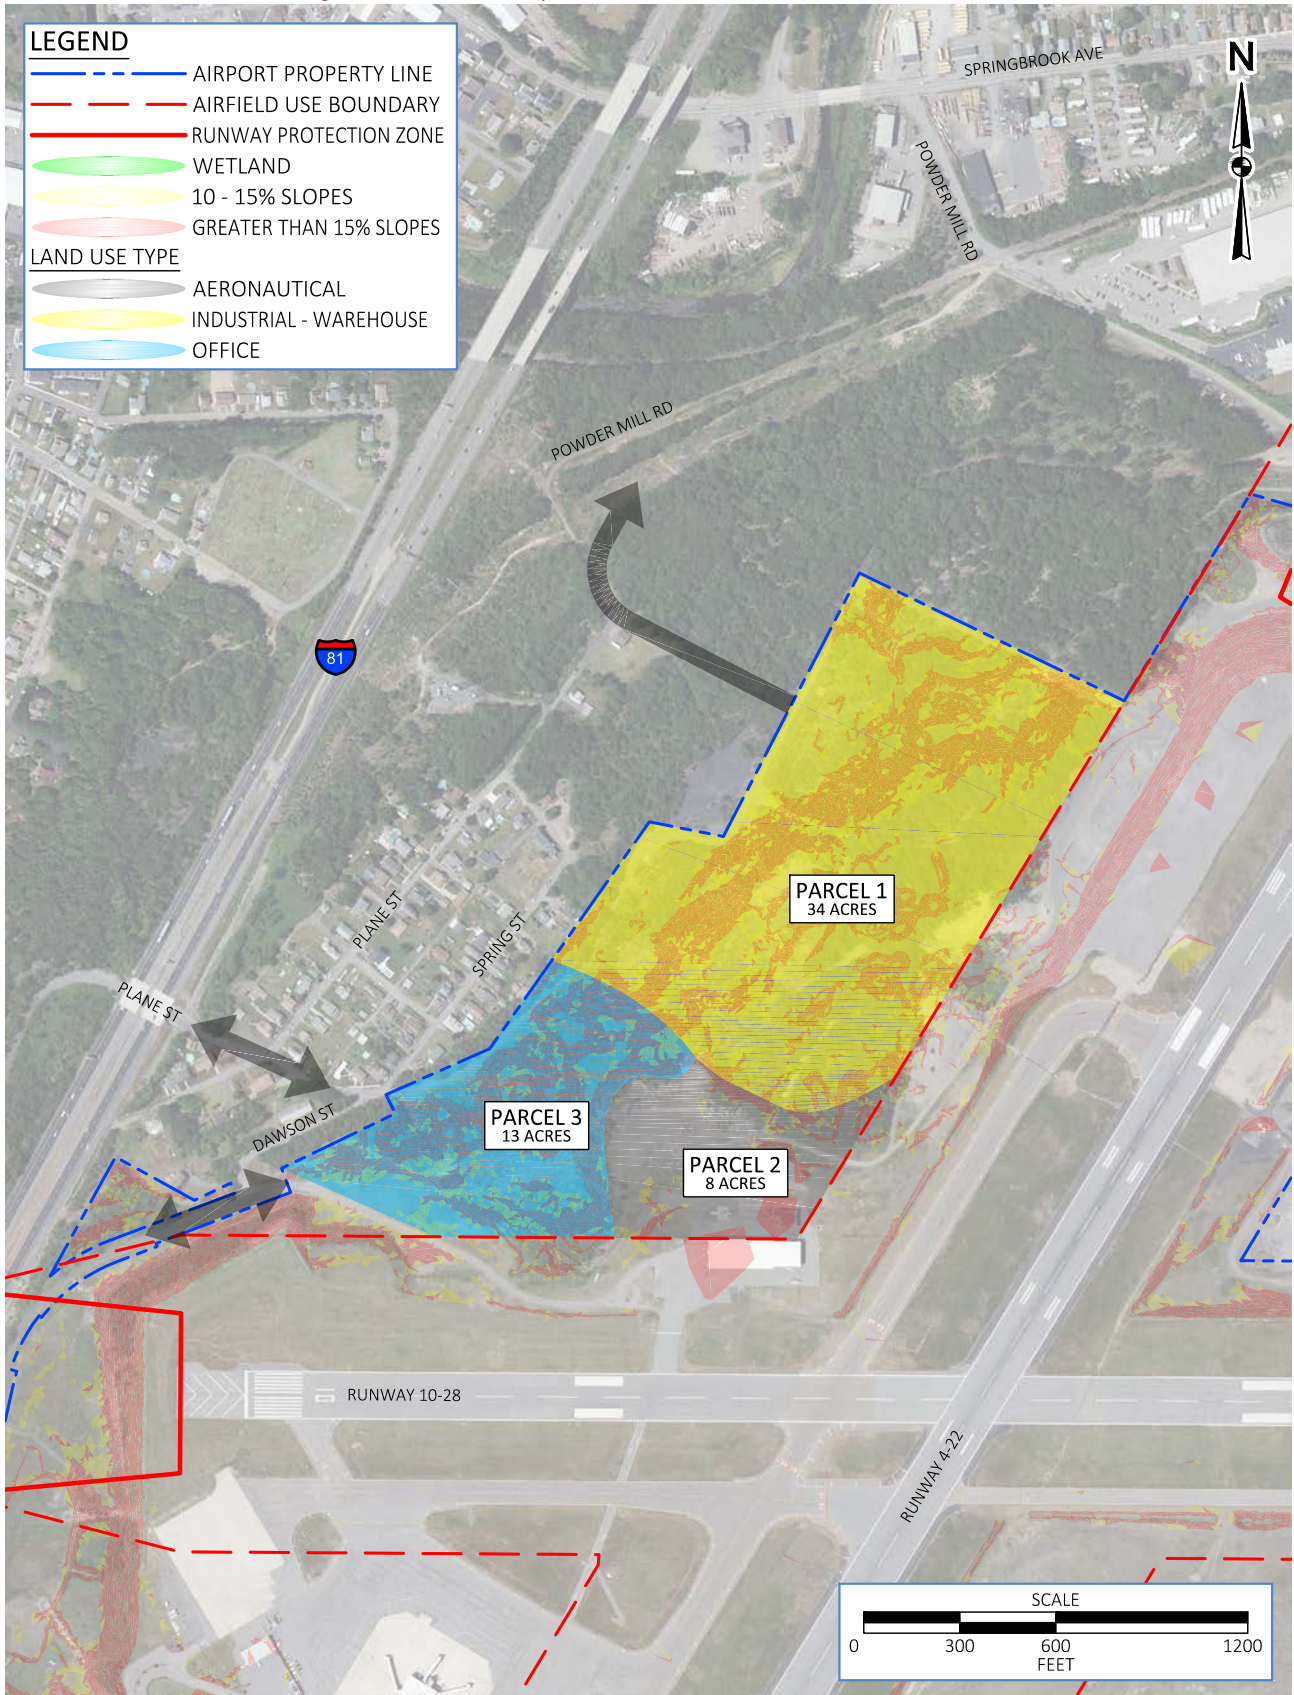 LEGEND
AIRPORT PROPERTY LINE
AIRFIELD USE BOUNDARY
RUNWAY PROTECTION ZONE
WETLAND
10 - 15% SLOPES
GREATER THAN 15% SLOPES
LAND USE TYPE
AERONAUTICAL
INDUSTRIAL - WAREHOUSE
OFFICE
N
SPRINGBROOK AVE
POWDER MILL RD
POWDER MILL RD
81
PARCEL 1
34 ACRES
PLANE ST
SPRING ST
PLANE ST
DAWSON ST
PARCEL 3
13 ACRES
PARCEL 2
8 ACRES
RUNWAY 10-28
RUNWAY 4-22
SCALE
0 300 600 1200
FEET